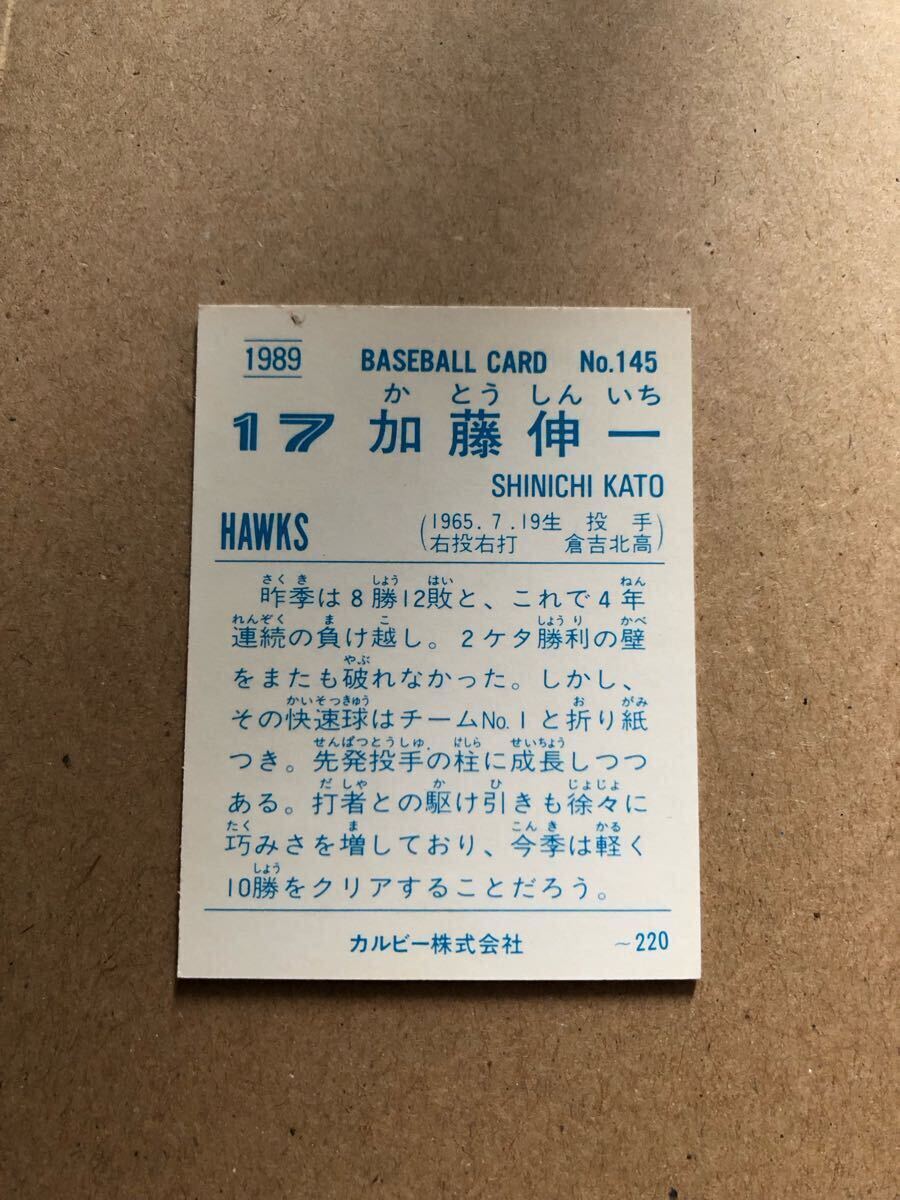 1989 BASEBALL CARD No.145
か とう しん いち
17 加藤伸一
SHINICHI KATO
HAWKS (1965.7.19生 投手
右投右打 倉吉北高)
さくき しょう はい ねん
昨季は8勝12敗と、これで4年
れんぞく ま こ しょうり かべ
連続の負け越し。2ケタ勝利の壁
やぶ
をまたも破れなかった。しかし、
かいそっきゅう お がみ
その快速球はチームNo.1と折り紙
せんぱつとうしゅ ばしら せいちょう
つき。先発投手の柱に成長しつつ
だしゃ か ひ じょじょ
ある。打者との駆け引きも徐々に
たく ま こんき かる
巧みさを増しており、今季は軽く
しょう
10勝をクリアすることだろう。
カルビー株式会社 ~220